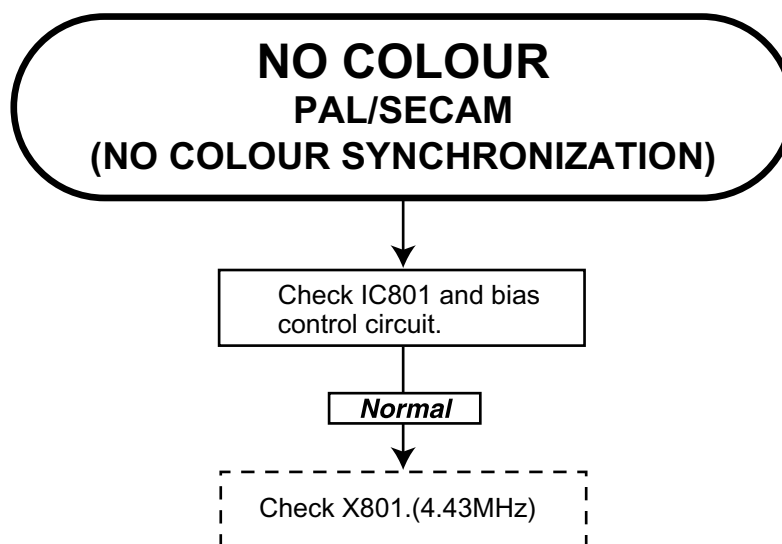 NO COLOUR
PAL/SECAM
(NO COLOUR SYNCHRONIZATION)
Check IC801 and bias
control circuit.
Normal
Check X801.(4.43MHz)